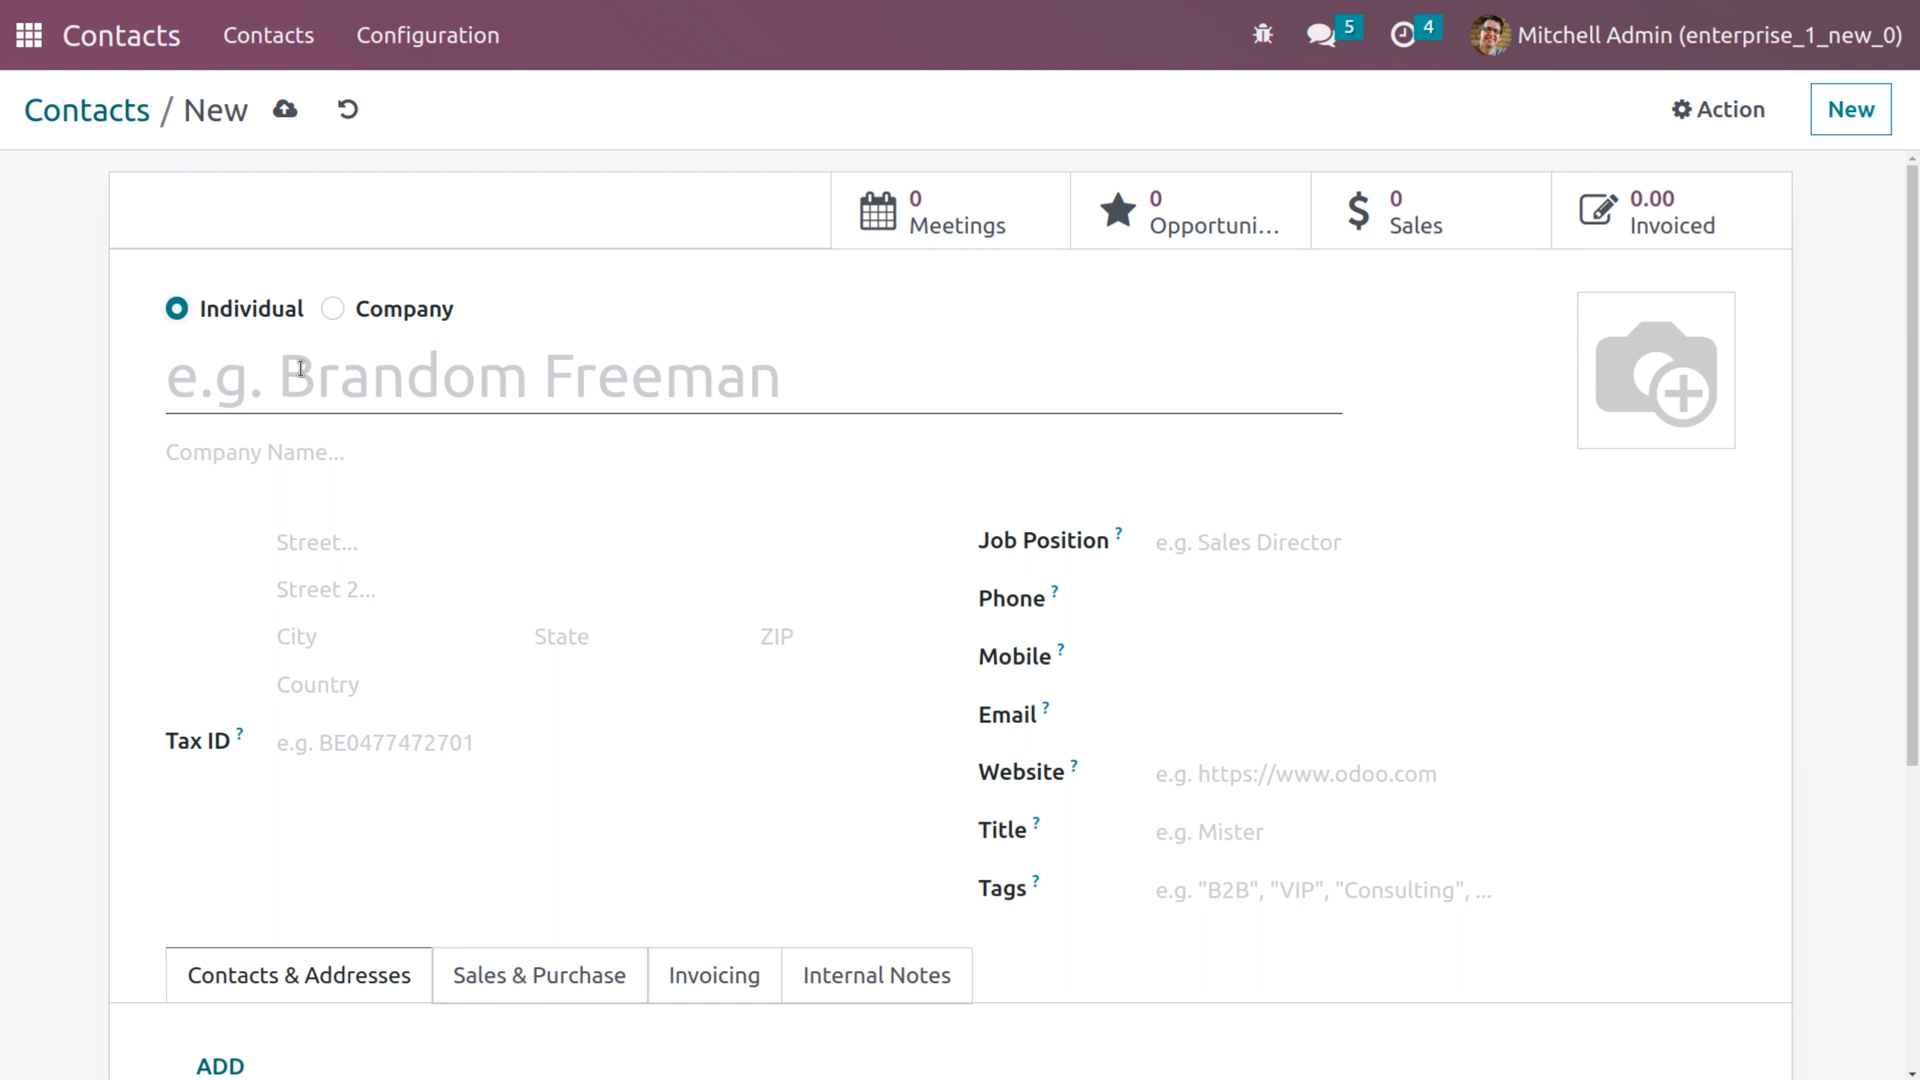 Contacts Contacts Configuration 5 4 Mitchell Admin (enterprise_1_new_0)
Contacts / New Action New
0 Meetings
0 Opportuni...
0 Sales
0.00 Invoiced
Individual Company
e.g. Brandom Freeman
Company Name...
Street...
Street 2...
City State ZIP
Country
Tax ID ? e.g. BE0477472701
Job Position ? e.g. Sales Director
Phone ?
Mobile ?
Email ?
Website ? e.g. https://www.odoo.com
Title ? e.g. Mister
Tags ? e.g. "B2B", "VIP", "Consulting", ...
Contacts & Addresses Sales & Purchase Invoicing Internal Notes
ADD